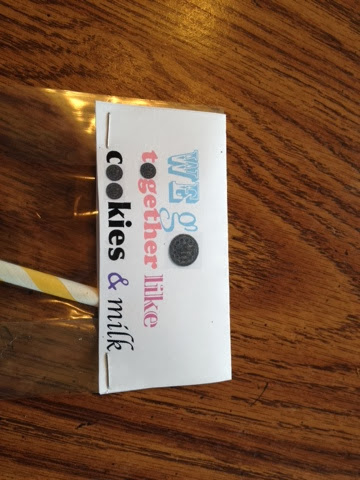 WE go
together like
cookies & milk